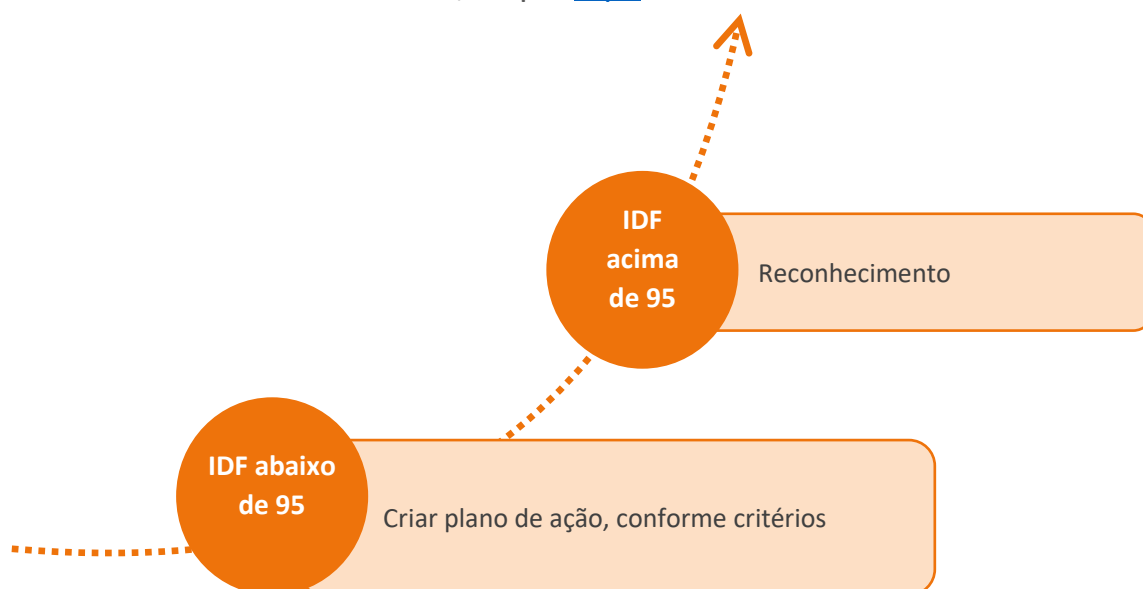 IDF
acima
de 95
Reconhecimento
IDF abaixo
de 95
Criar plano de ação, conforme critérios